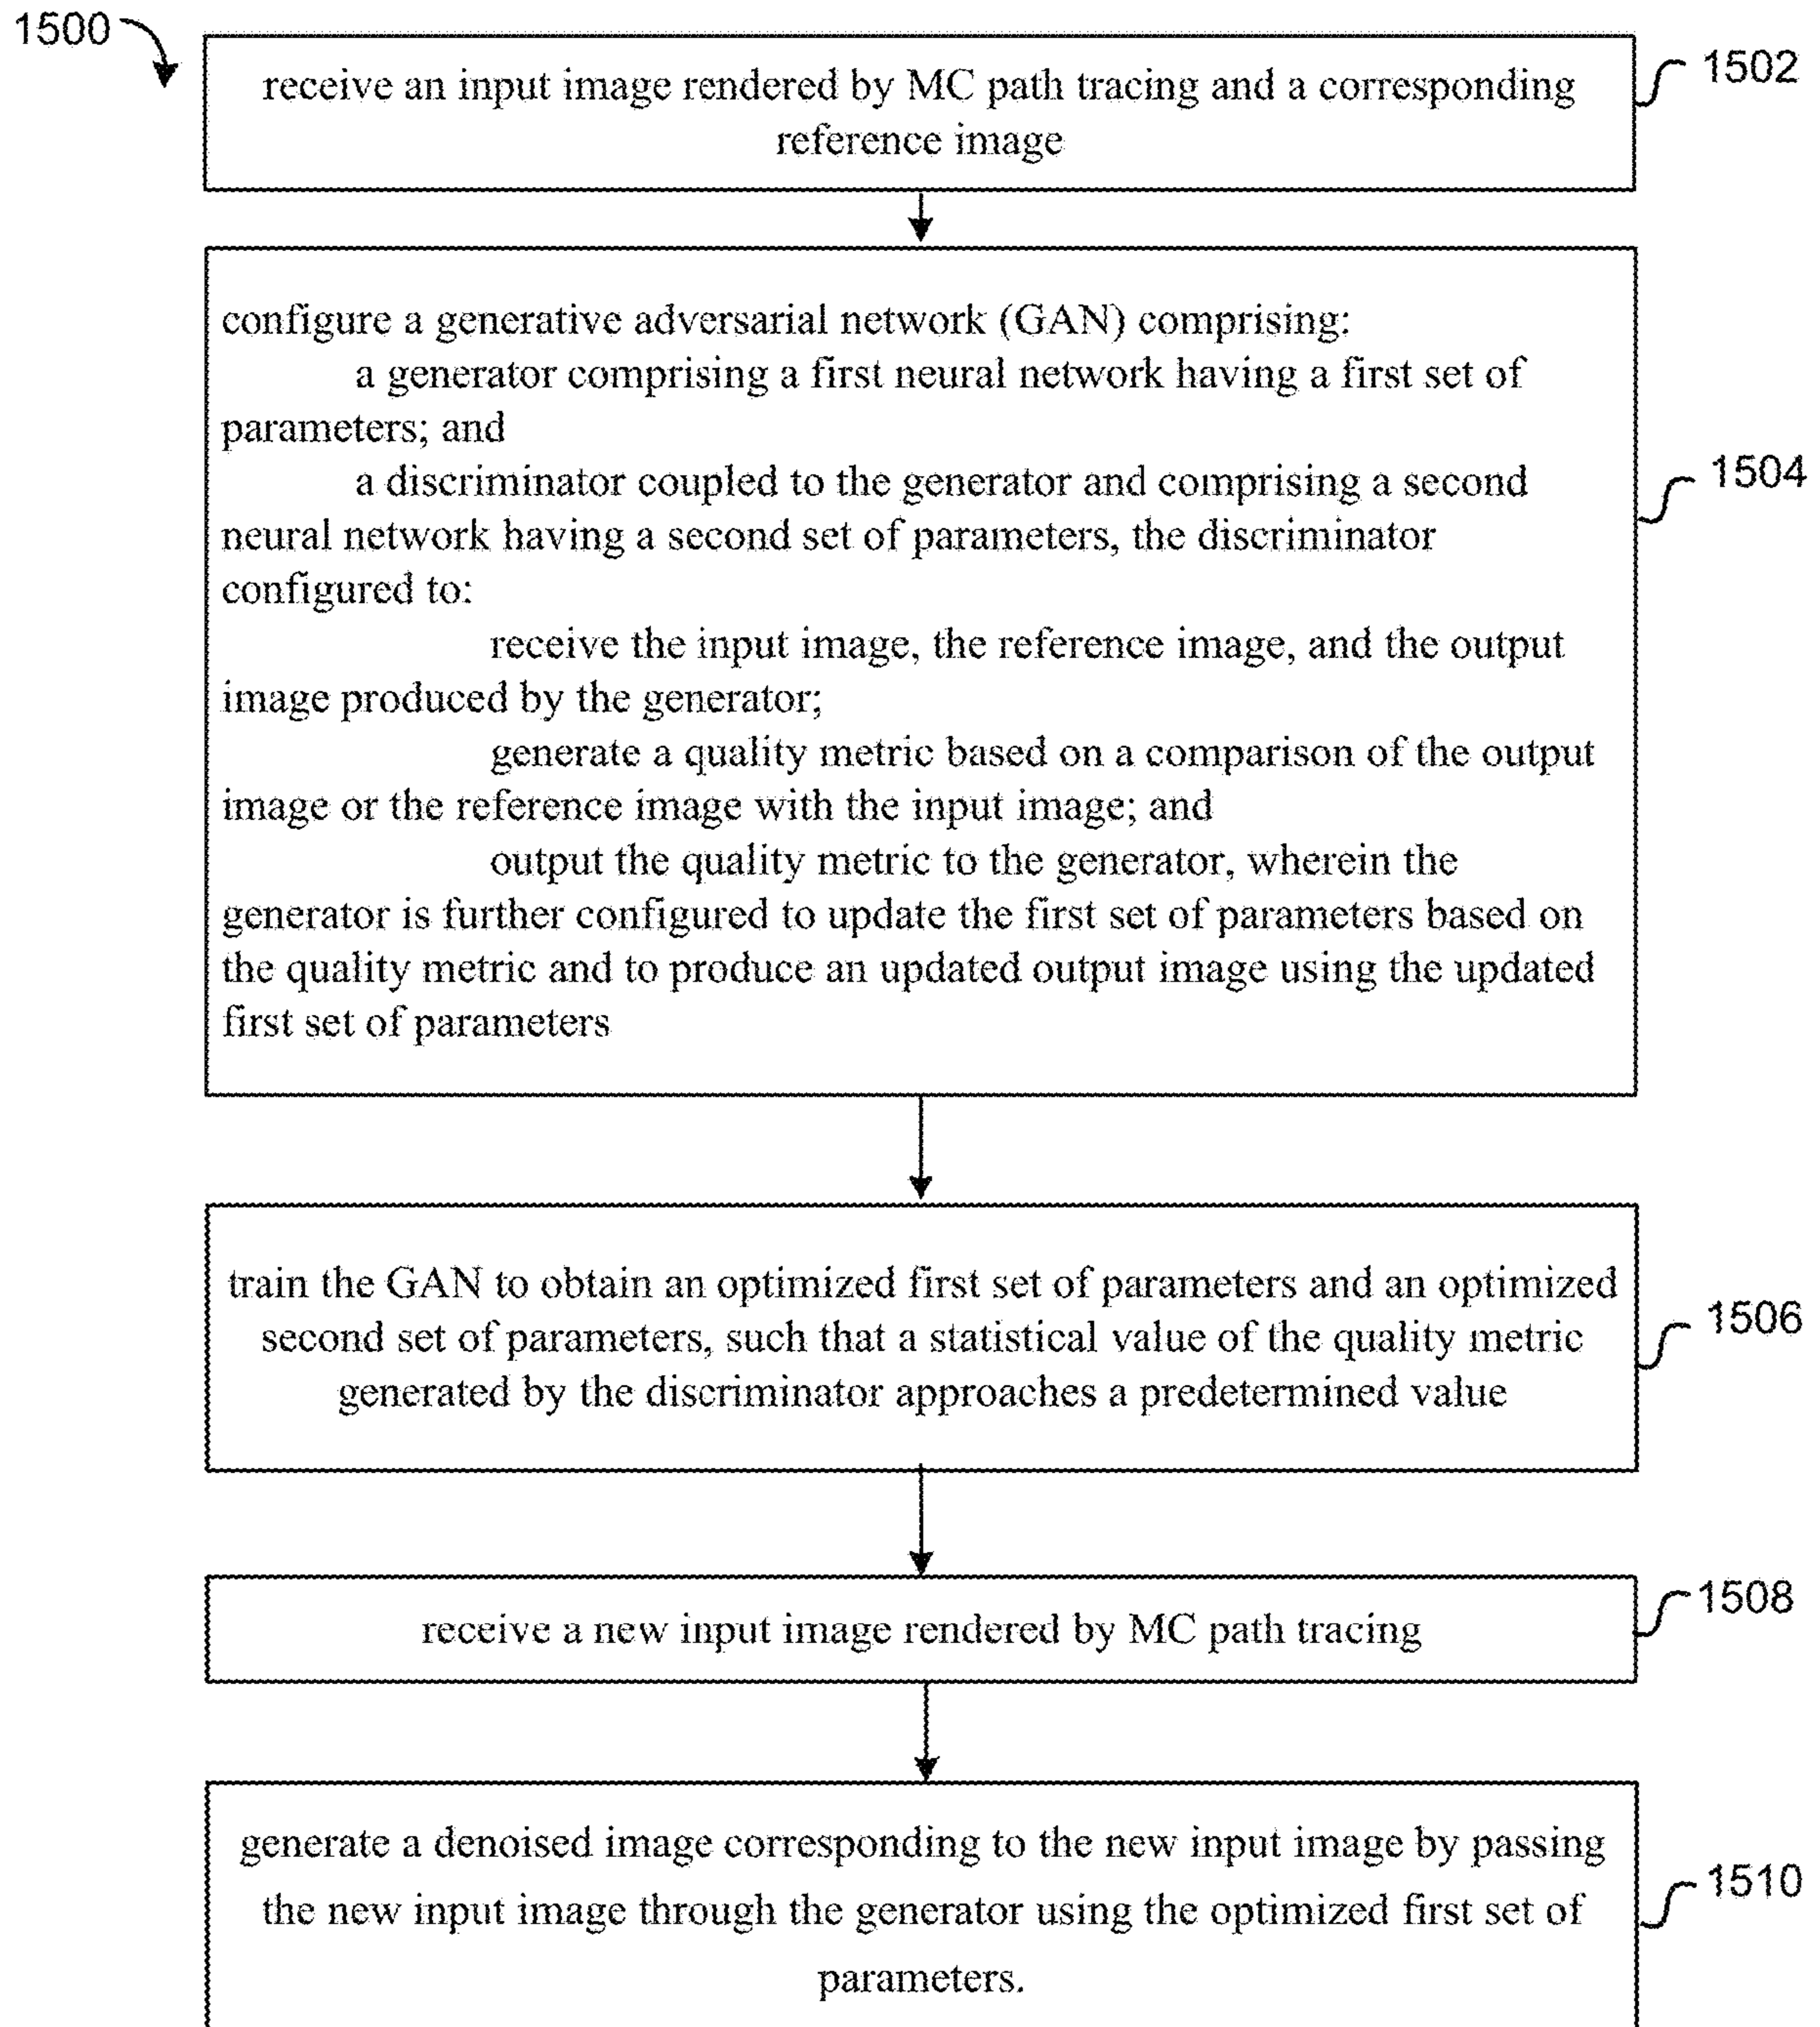 1500
receive an input image rendered by MC path tracing and a corresponding
reference image
1502
configure a generative adversarial network (GAN) comprising:
a generator comprising a first neural network having a first set of
parameters; and
a discriminator coupled to the generator and comprising a second
neural network having a second set of parameters, the discriminator
configured to:
receive the input image, the reference image, and the output
image produced by the generator;
generate a quality metric based on a comparison of the output
image or the reference image with the input image; and
output the quality metric to the generator, wherein the
generator is further configured to update the first set of parameters based on
the quality metric and to produce an updated output image using the updated
first set of parameters
1504
train the GAN to obtain an optimized first set of parameters and an optimized
second set of parameters, such that a statistical value of the quality metric
generated by the discriminator approaches a predetermined value
1506
receive a new input image rendered by MC path tracing
1508
generate a denoised image corresponding to the new input image by passing
the new input image through the generator using the optimized first set of
parameters.
1510